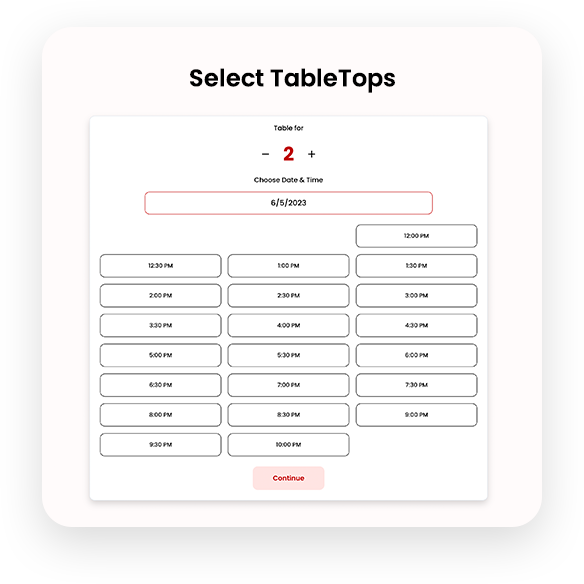 Select TableTops
Table for
− 2 +
Choose Date & Time
6/5/2023
12:00 PM
12:30 PM 1:00 PM 1:30 PM
2:00 PM 2:30 PM 3:00 PM
3:30 PM 4:00 PM 4:30 PM
5:00 PM 5:30 PM 6:00 PM
6:30 PM 7:00 PM 7:30 PM
8:00 PM 8:30 PM 9:00 PM
9:30 PM 10:00 PM
Continue